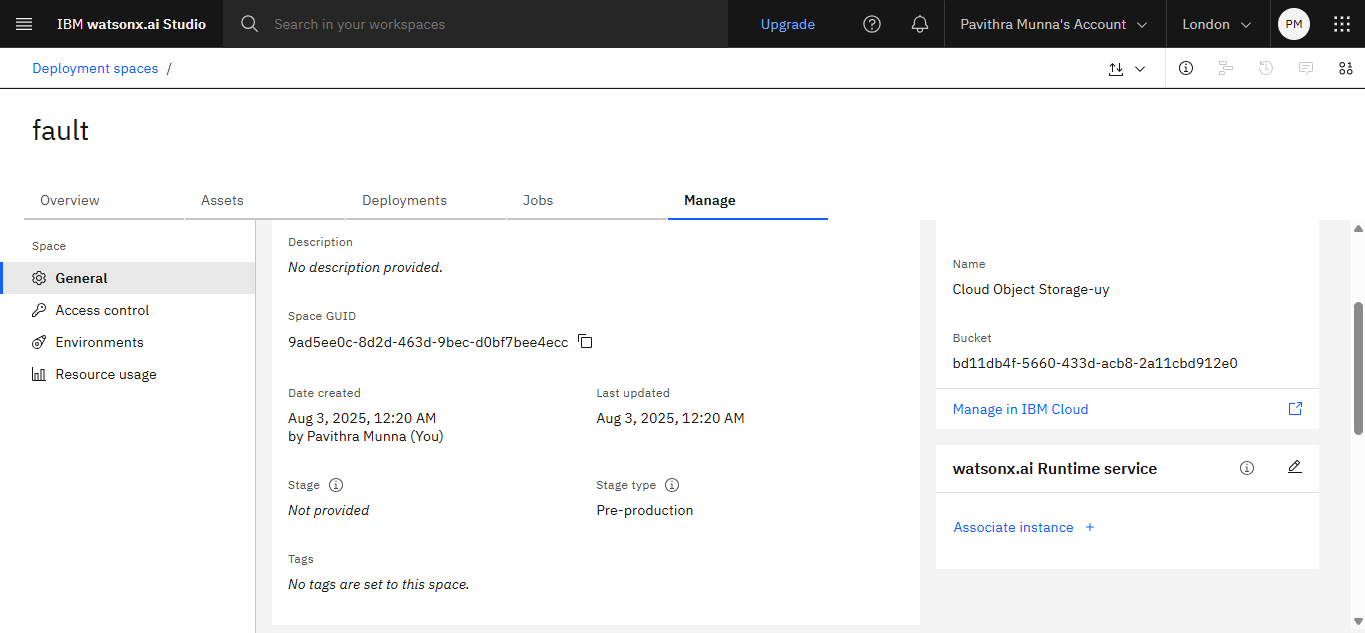 IBM watsonx.ai Studio
Search in your workspaces
Upgrade
Pavithra Munna's Account
London
PM
Deployment spaces /
fault
Overview
Assets
Deployments
Jobs
Manage
Space
General
Access control
Environments
Resource usage
Description
No description provided.
Space GUID
9ad5ee0c-8d2d-463d-9bec-d0bf7bee4ecc
Date created
Aug 3, 2025, 12:20 AM
by Pavithra Munna (You)
Last updated
Aug 3, 2025, 12:20 AM
Stage
Not provided
Stage type
Pre-production
Tags
No tags are set to this space.
Name
Cloud Object Storage-uy
Bucket
bd11db4f-5660-433d-acb8-2a11cbd912e0
Manage in IBM Cloud
watsonx.ai Runtime service
Associate instance +